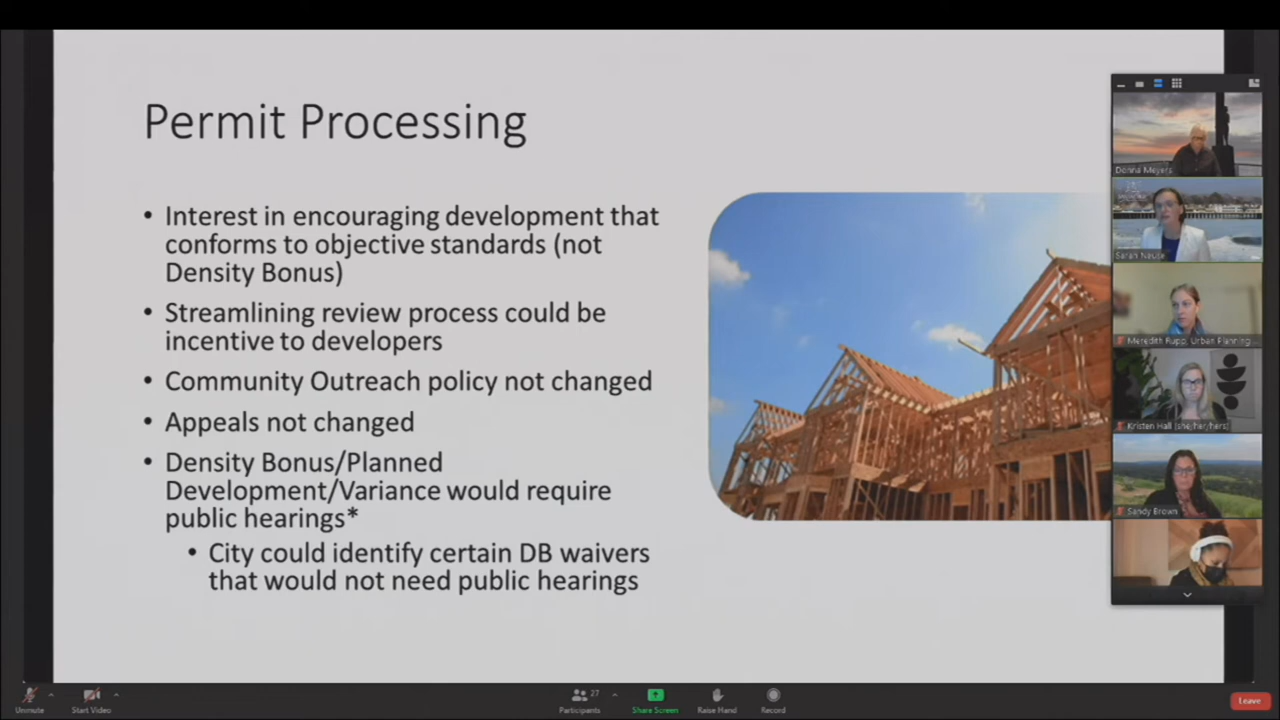 Permit Processing
• Interest in encouraging development that
conforms to objective standards (not
Density Bonus)
• Streamlining review process could be
incentive to developers
• Community Outreach policy not changed
• Appeals not changed
• Density Bonus/Planned
Development/Variance would require
public hearings*
• City could identify certain DB waivers
that would not need public hearings
Donna Meyers
Sarah Neuse
Meredith Rupp, Urban Planning ...
Kristen Hall (she/her/hers)
Sandy Brown
Unmute
Start Video
27
Participants
Share Screen
Raise Hand
Record
Leave